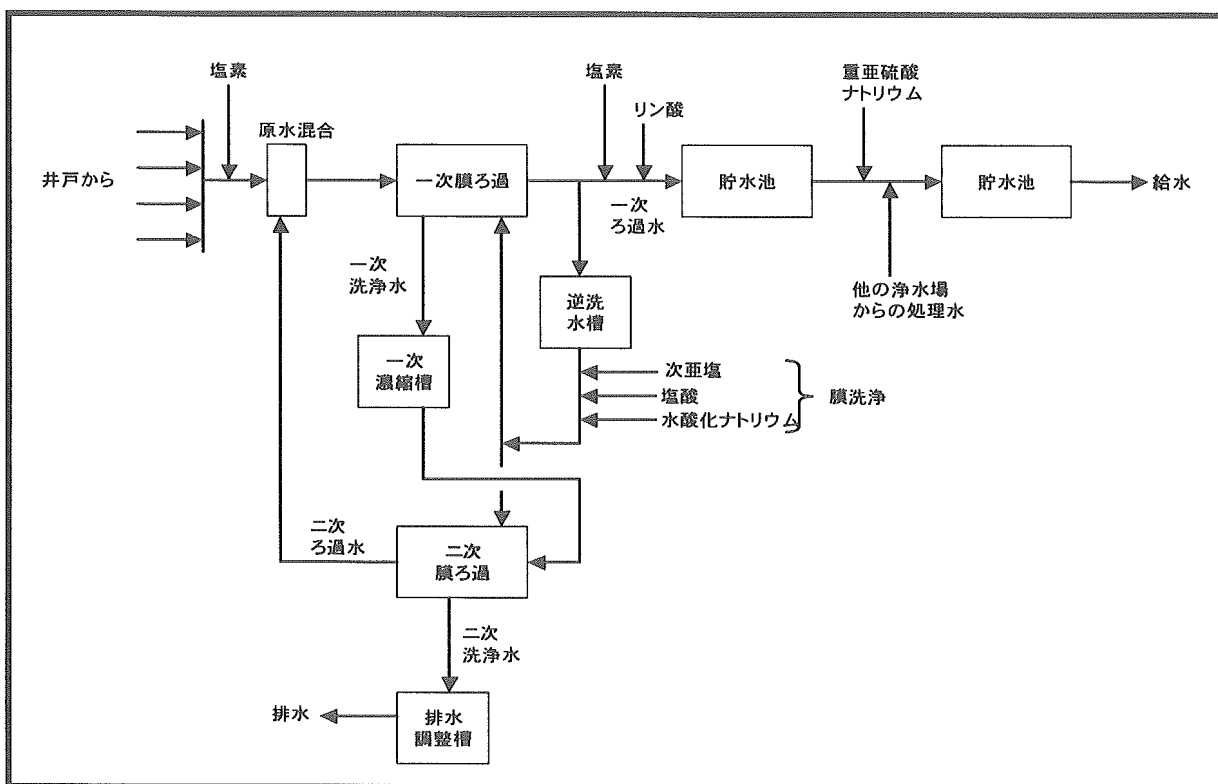 塩素
塩素
重亜硫酸
ナトリウム
リン酸
原水混合
井戸から
一次膜ろ過
貯水池
貯水池
給水
一次
ろ過水
一次
洗浄水
逆洗
水槽
他の浄水場
からの処理水
一次
濃縮槽
次亜塩
塩酸
水酸化ナトリウム
膜洗浄
二次
ろ過水
二次
膜ろ過
二次
洗浄水
排水
排水
調整槽